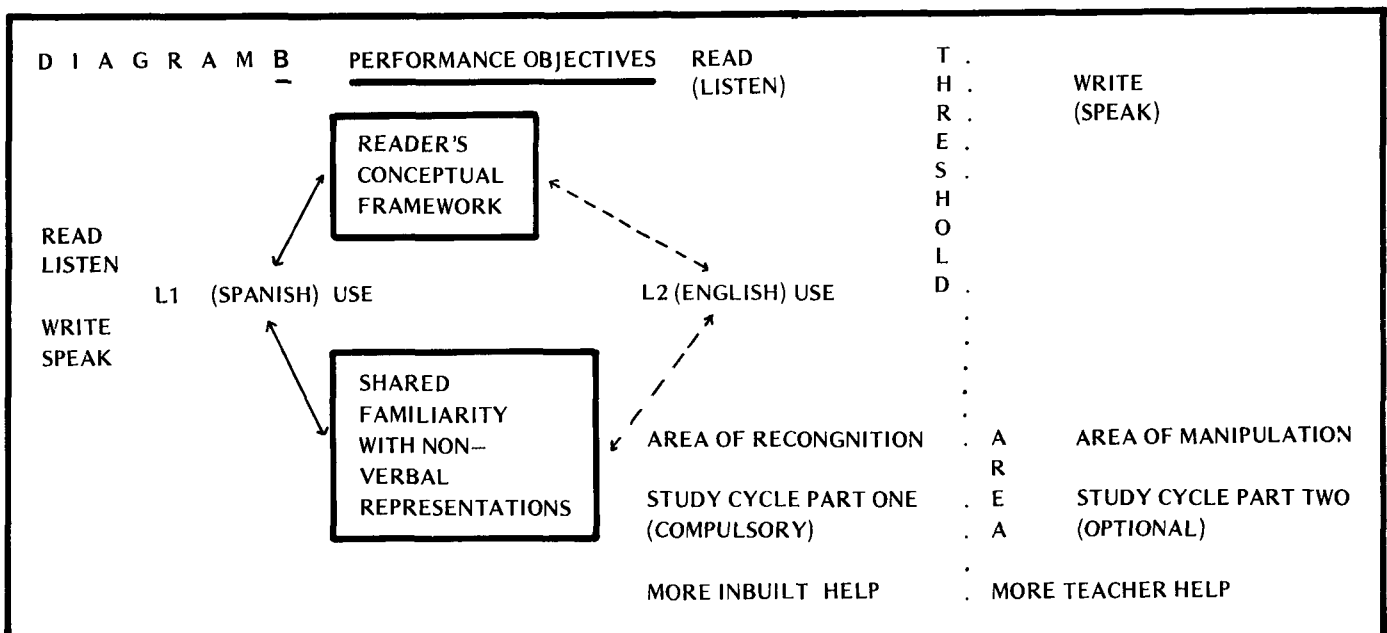 D I A G R A M B PERFORMANCE OBJECTIVES
READ
(LISTEN)
THRESHOLD
WRITE
(SPEAK)
READER'S
CONCEPTUAL
FRAMEWORK
READ
LISTEN
WRITE
SPEAK
L1 (SPANISH) USE
L2 (ENGLISH) USE
SHARED
FAMILIARITY
WITH NON–
VERBAL
REPRESENTATIONS
AREA OF RECONGNITION
STUDY CYCLE PART ONE
(COMPULSORY)
MORE INBUILT HELP
AREA
AREA OF MANIPULATION
STUDY CYCLE PART TWO
(OPTIONAL)
MORE TEACHER HELP